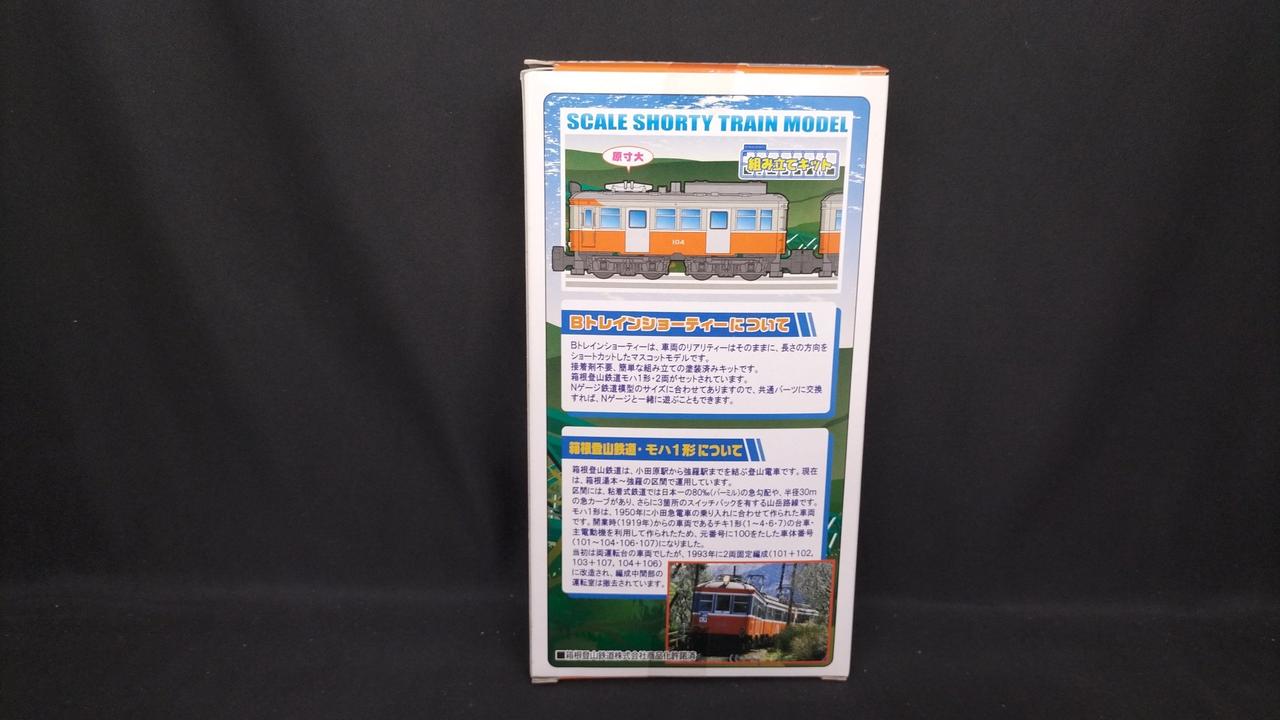 SCALE SHORTY TRAIN MODEL
原寸大
組み立てキット
104
Bトレインショーティーについて
Bトレインショーティーは、車両のリアリティーはそのままに、長さの方向を
ショートカットしたマスコットモデルです。
接着剤不要、簡単な組み立ての塗装済みキットです。
箱根登山鉄道モハ1形・2両がセットされています。
Nゲージ鉄道模型のサイズに合わせてありますので、共通パーツに交換
すれば、Nゲージと一緒に遊ぶこともできます。
箱根登山鉄道・モハ1形について
箱根登山鉄道は、小田原駅から強羅駅までを結ぶ登山電車です。現在
は、箱根湯本～強羅の区間で運用しています。
区間には、粘着式鉄道では日本一の80‰(パーミル)の急勾配や、半径30m
の急カーブがあり、さらに3箇所のスイッチバックを有する山岳路線です。
モハ1形は、1950年に小田急電車の乗り入れに合わせて作られた車両
です。開業時(1919年)からの車両であるチキ1形(1～4・6・7)の台車・
主電動機を利用して作られたため、元番号に100をたした車体番号
(101～104・106・107)になりました。
当初は両運転台の車両でしたが、1993年に2両固定編成(101+102,
103+107, 104+106)
に改造され、編成中間部の
運転室は撤去されています。
■箱根登山鉄道株式会社商品化許諾済